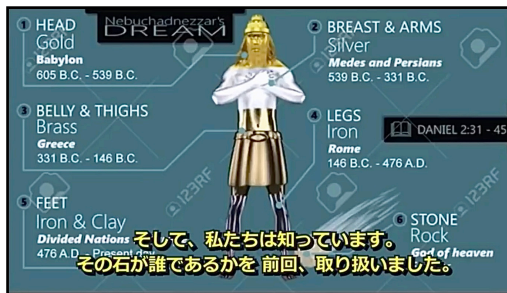 Nebuchadnezzar's
DREAM
1 HEAD
Gold
Babylon
605 B.C. - 539 B.C.
2 BREAST & ARMS
Silver
Medes and Persians
539 B.C. - 331 B.C.
3 BELLY & THIGHS
Brass
Greece
331 B.C. - 146 B.C.
4 LEGS
Iron
Rome
146 B.C. - 476 A.D.
DANIEL 2:31 - 45
5 FEET
Iron & Clay
Divided Nations
476 A.D. - Present day
6 STONE
Rock
God of heaven
そして、私たちは知っています。
その石が誰であるかを 前回、取り扱いました。
123RF
123RF